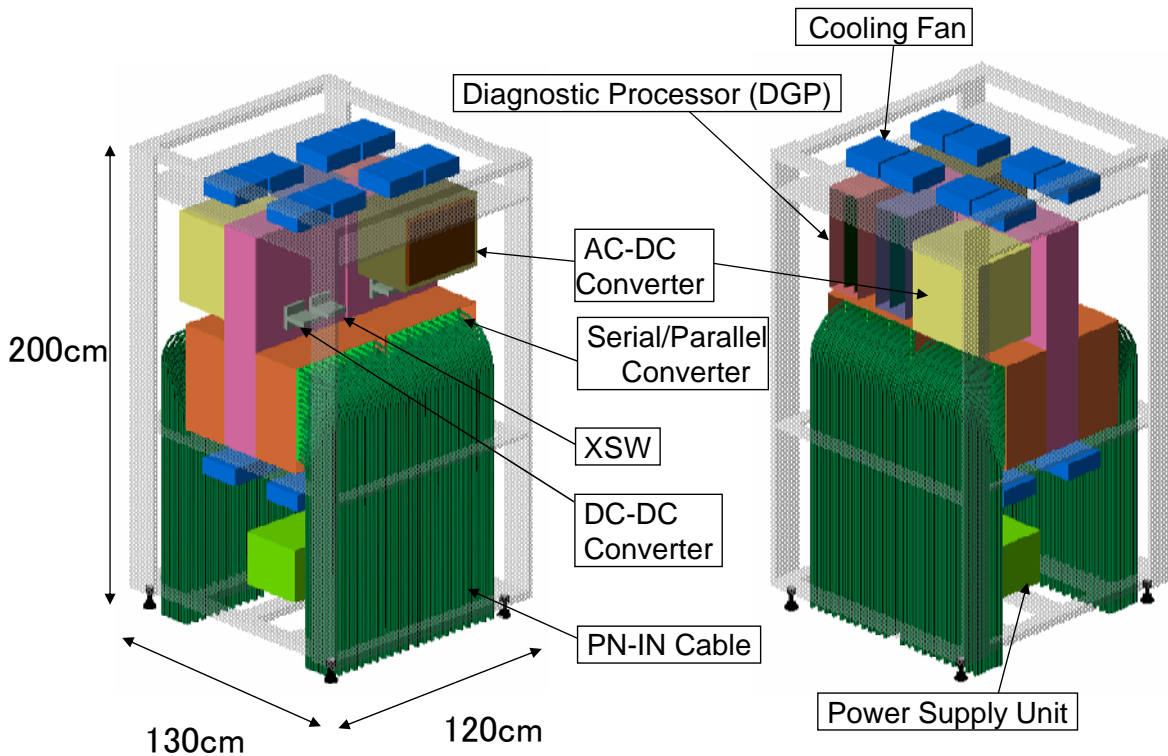 Cooling Fan
Diagnostic Processor (DGP)
AC-DC
Converter
200cm
Serial/Parallel
Converter
XSW
DC-DC
Converter
PN-IN Cable
Power Supply Unit
130cm
120cm